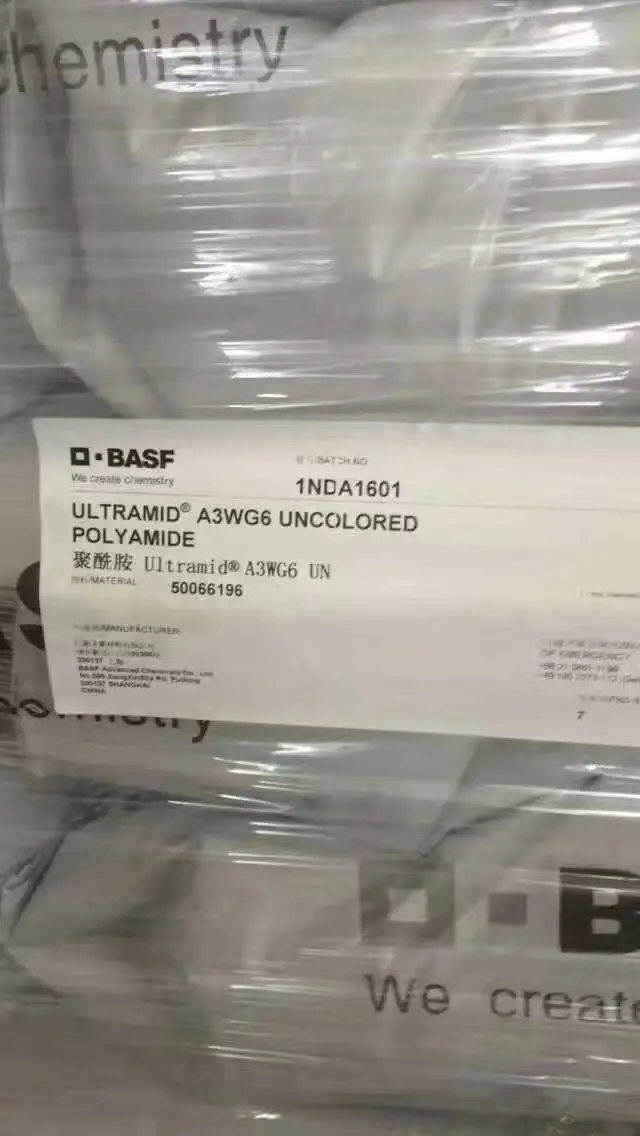 chemistry
BASF
We create chemistry
BATCH NO
1NDA1601
ULTRAMID® A3WG6 UNCOLORED
POLYAMIDE
聚酰胺 Ultramid® A3WG6 UN
MATERIAL
50066196
MANUFACTURER
BASF Advanced Chemicals Co., Ltd
200137 SHANGHAI
CHINA
OF EMERGENCY
7
chemistry
B
We create